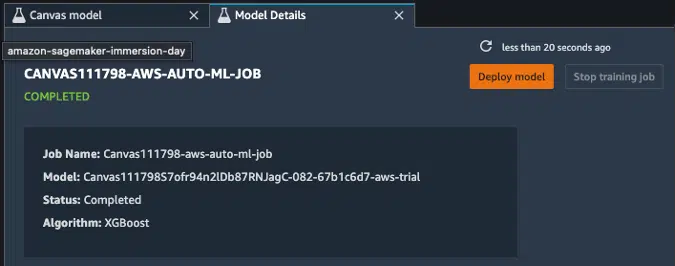 Canvas model
Model Details
amazon-sagemaker-immersion-day
less than 20 seconds ago
CANVAS111798-AWS-AUTO-ML-JOB
Deploy model
Stop training job
COMPLETED
Job Name: Canvas111798-aws-auto-ml-job
Model: Canvas111798S7ofr94n2lDb87RNJagC-082-67b1c6d7-aws-trial
Status: Completed
Algorithm: XGBoost